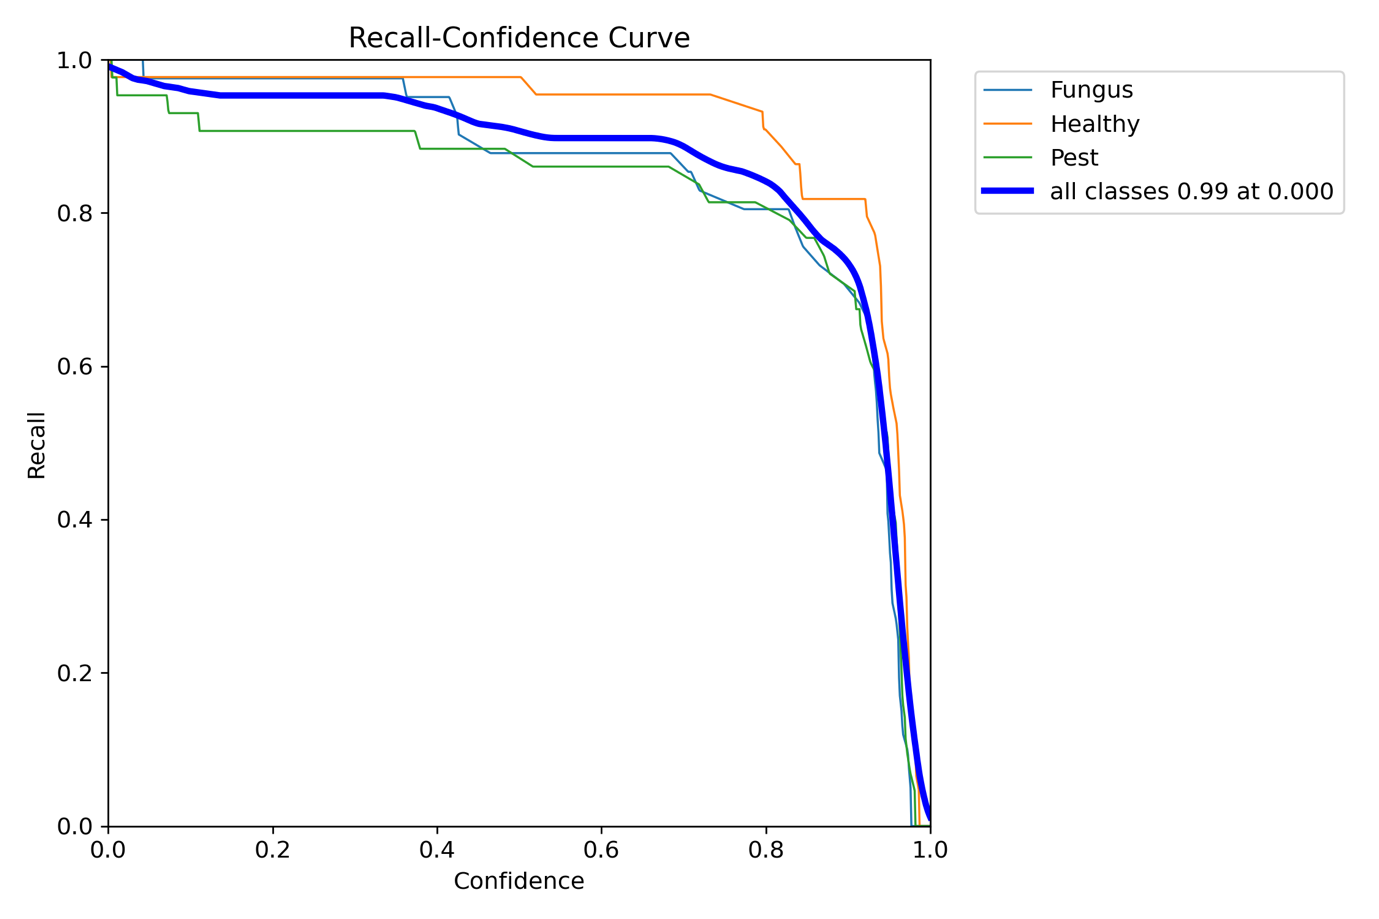 Recall-Confidence Curve
1.0
0.8
0.6
0.4
0.2
0.0
Recall
0.0 0.2 0.4 0.6 0.8 1.0
Confidence
Fungus
Healthy
Pest
all classes 0.99 at 0.000